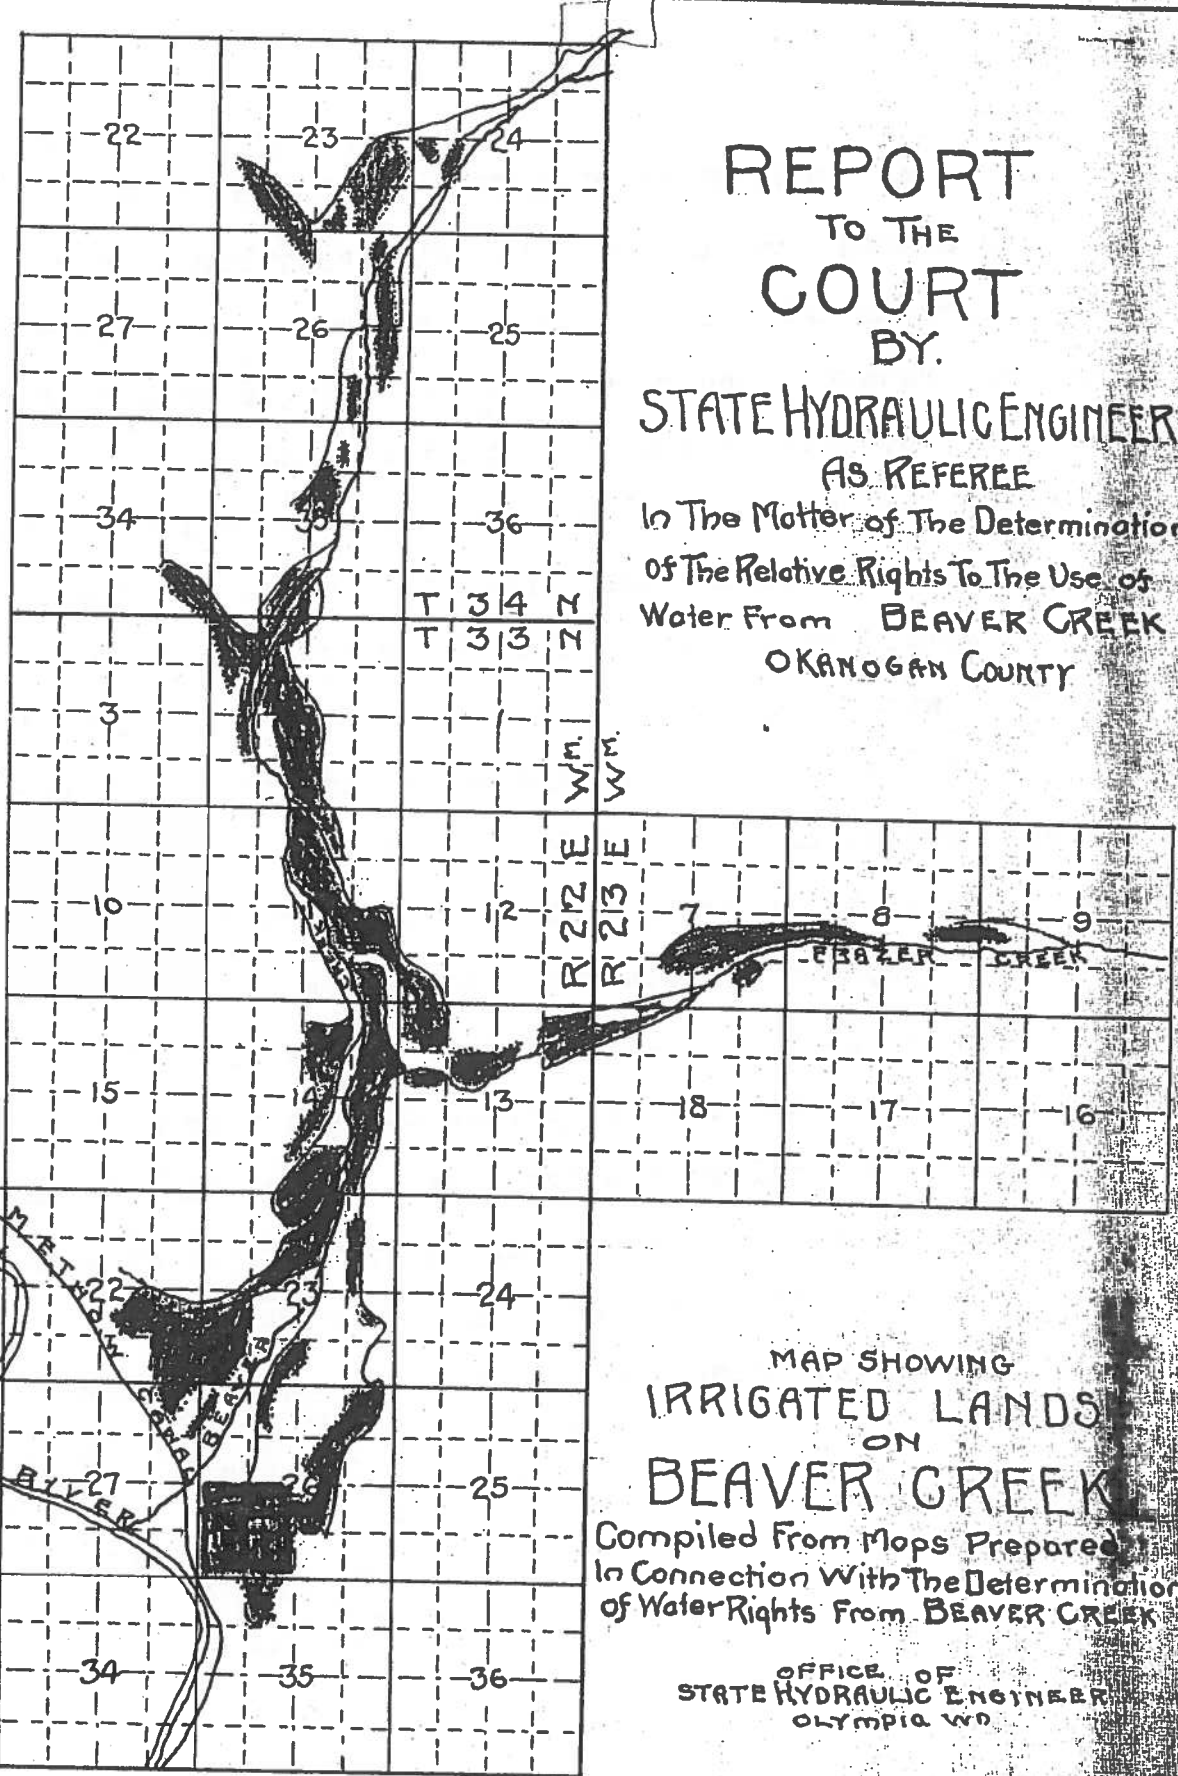 REPORT
TO THE
COURT
BY.
STATE HYDRAULIC ENGINEER
AS REFEREE
In The Matter of The Determination
of The Relative Rights To The Use of
Water From BEAVER CREEK
OKANOGAN COUNTY
22 23 24
27 26 25
34 35 36
T 34 N
T 33 N
3
R 22 E W.M.
R 23 E W.M.
10 12 7 8 9
FRAZER CREEK
CREEK
15 14 13 18 17 16
METHOW
22 23 24
BEAVER
27 26 25
RIVER
34 35 36
MAP SHOWING
IRRIGATED LANDS
ON
BEAVER CREEK
Compiled From Maps Prepared
In Connection With The Determination
of Water Rights From BEAVER CREEK
OFFICE OF
STATE HYDRAULIC ENGINEER
OLYMPIA WN